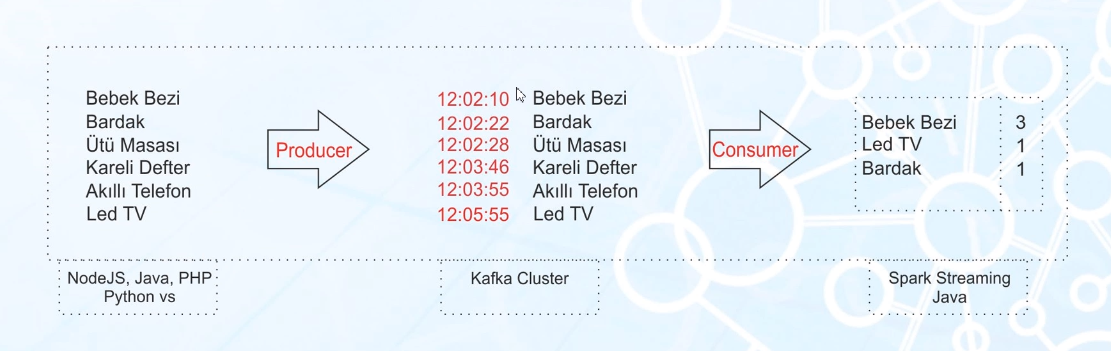 Bebek Bezi
Bardak
Ütü Masası
Kareli Defter
Akıllı Telefon
Led TV
Producer
12:02:10 Bebek Bezi
12:02:22 Bardak
12:02:28 Ütü Masası
12:03:46 Kareli Defter
12:03:55 Akıllı Telefon
12:05:55 Led TV
Consumer
Bebek Bezi 3
Led TV 1
Bardak 1
NodeJS, Java, PHP
Python vs
Kafka Cluster
Spark Streaming
Java